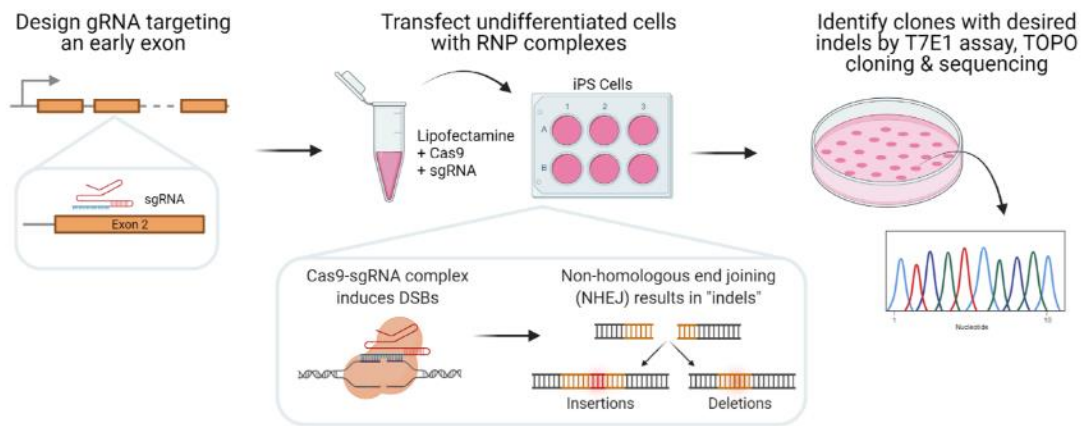 Design gRNA targeting
an early exon
sgRNA
Exon 2
Transfect undifferentiated cells
with RNP complexes
Lipofectamine
+ Cas9
+ sgRNA
iPS Cells
1 2 3
A
B
Cas9-sgRNA complex
induces DSBs
Non-homologous end joining
(NHEJ) results in "indels"
Insertions
Deletions
Identify clones with desired
indels by T7E1 assay, TOPO
cloning & sequencing
1
10
Nucleotide